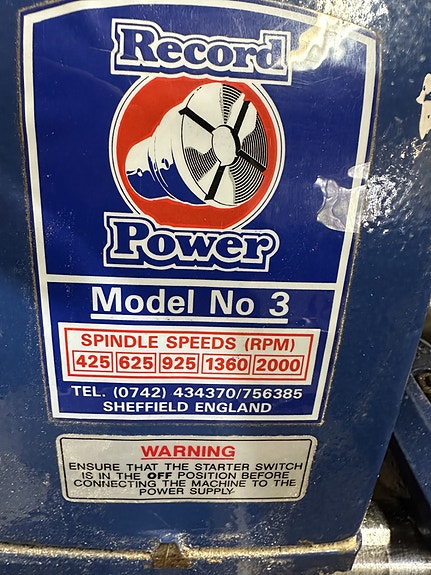 Record
Power
Model No 3
SPINDLE SPEEDS (RPM)
425 625 925 1360 2000
TEL. (0742) 434370/756385
SHEFFIELD ENGLAND
WARNING
ENSURE THAT THE STARTER SWITCH
IS IN THE OFF POSITION BEFORE
CONNECTING THE MACHINE TO THE
POWER SUPPLY